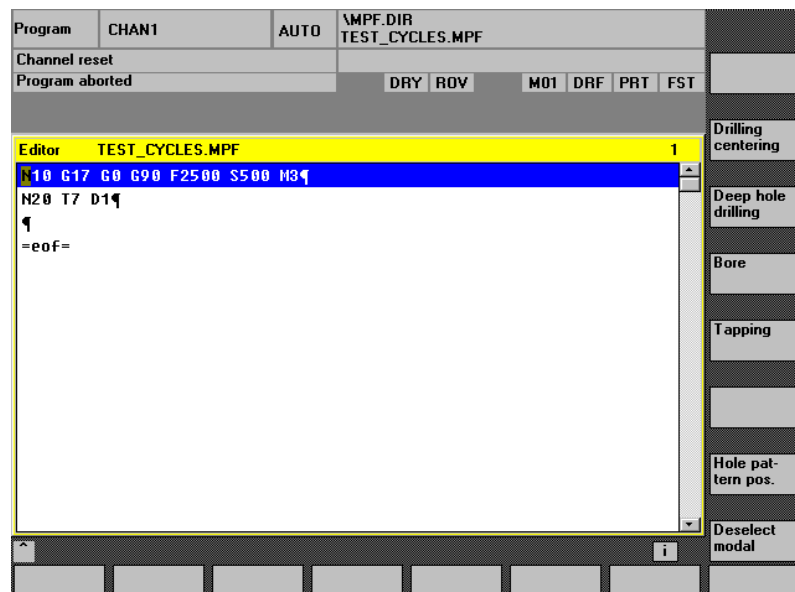 Program CHAN1 AUTO \MPF.DIR
TEST_CYCLES.MPF
Channel reset
Program aborted DRY ROV M01 DRF PRT FST
Editor TEST_CYCLES.MPF 1
N10 G17 G0 G90 F2500 S500 M3¶
N20 T7 D1¶
¶
=eof=
Drilling
centering
Deep hole
drilling
Bore
Tapping
Hole pat-
tern pos.
Deselect
modal
^ i